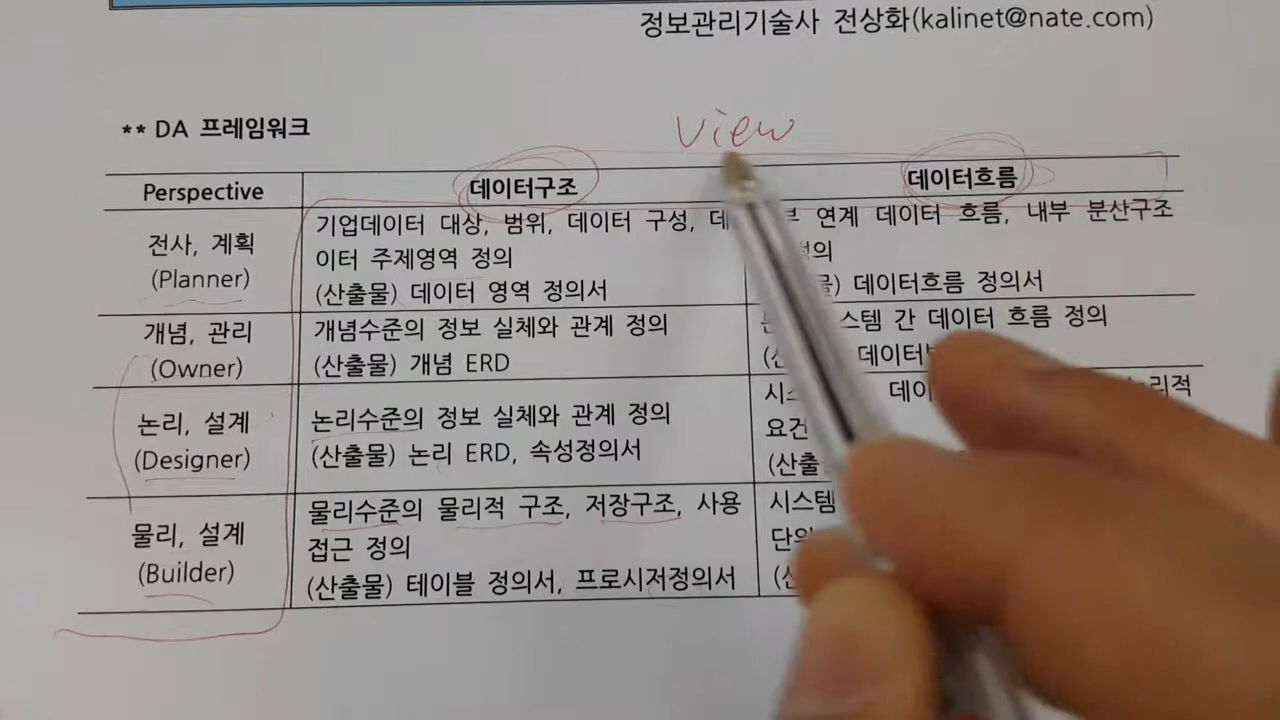 정보관리기술사 전상화(kalinet@nate.com)
** DA 프레임워크
view
Perspective 데이터구조 데이터흐름
전사, 계획
(Planner)
기업데이터 대상, 범위, 데이터 구성, 데
이터 주제영역 정의
(산출물) 데이터 영역 정의서
연계 데이터 흐름, 내부 분산구조
데이터흐름 정의서
개념, 관리
(Owner)
개념수준의 정보 실체와 관계 정의
(산출물) 개념 ERD
간 데이터 흐름 정의
논리, 설계
(Designer)
논리수준의 정보 실체와 관계 정의
(산출물) 논리 ERD, 속성정의서
요건
물리, 설계
(Builder)
물리수준의 물리적 구조, 저장구조, 사용
접근 정의
(산출물) 테이블 정의서, 프로시저정의서
시스템